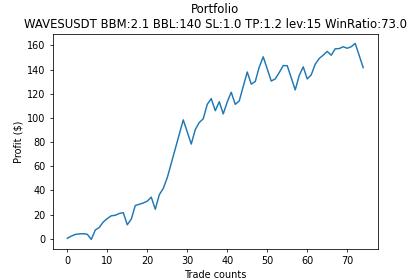 Portfolio
WAVESUSDT BBM:2.1 BBL:140 SL:1.0 TP:1.2 lev:15 WinRatio:73.0
160
140
120
100
80
60
40
20
0
Profit ($)
0 10 20 30 40 50 60 70
Trade counts